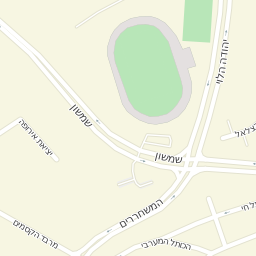 יהודה הלוי
שמשון
יציאת אירופה
שמשון
המשחררים
מרבד הקסמים
הכותל המערבי